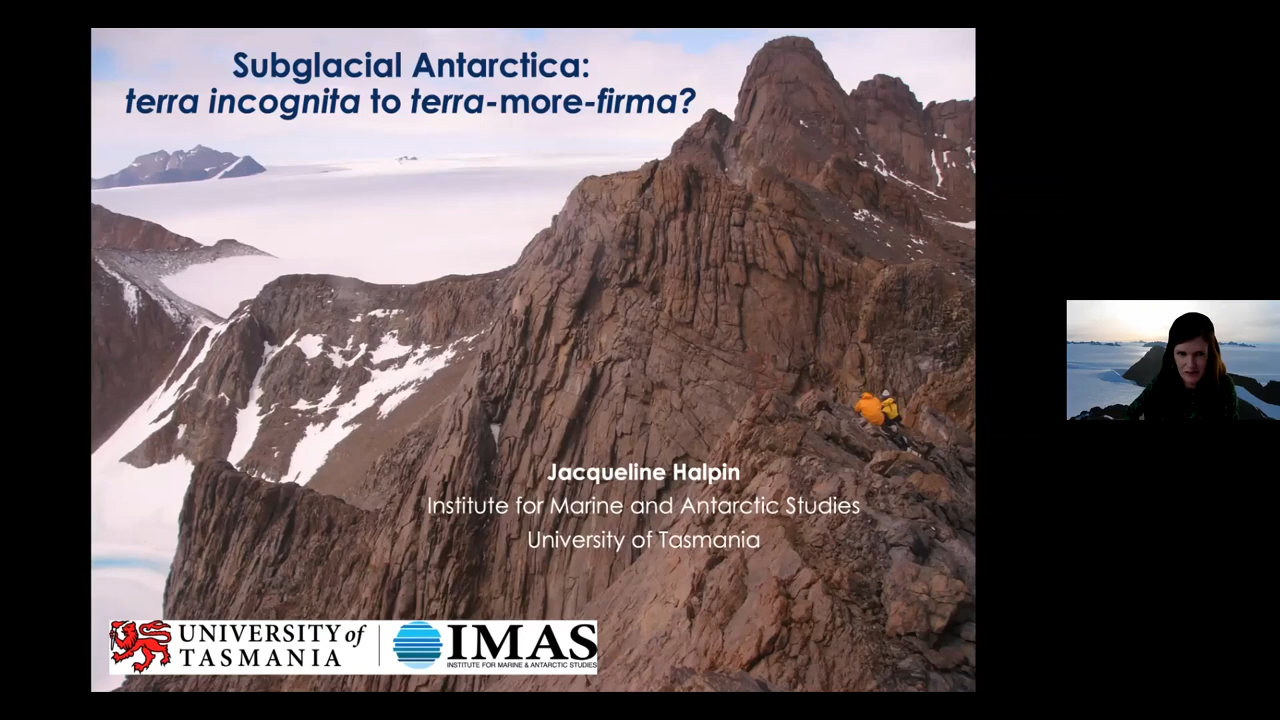 Subglacial Antarctica:
terra incognita to terra-more-firma?
Jacqueline Halpin
Institute for Marine and Antarctic Studies
University of Tasmania
UNIVERSITY of
TASMANIA
IMAS
INSTITUTE FOR MARINE & ANTARCTIC STUDIES